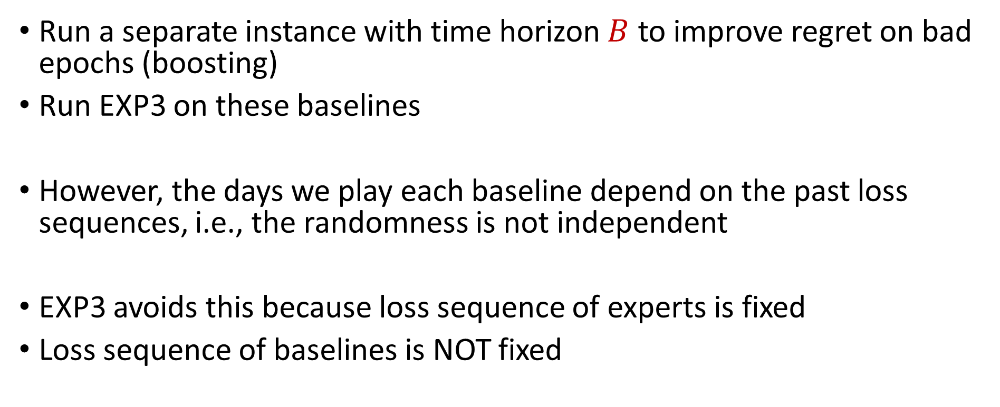 • Run a separate instance with time horizon B to improve regret on bad
epochs (boosting)
• Run EXP3 on these baselines
• However, the days we play each baseline depend on the past loss
sequences, i.e., the randomness is not independent
• EXP3 avoids this because loss sequence of experts is fixed
• Loss sequence of baselines is NOT fixed